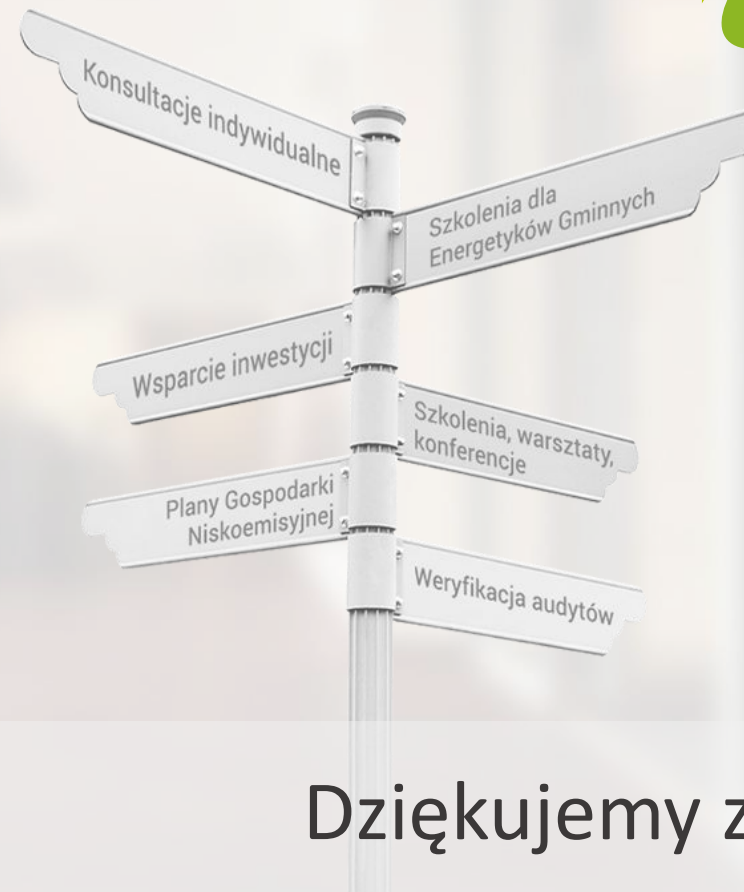 Konsultacje indywidualne
Szkolenia dla
Energetyków Gminnych
Wsparcie inwestycji
Szkolenia, warsztaty,
konferencje
Plany Gospodarki
Niskoemisyjnej
Weryfikacja audytów
Dziękujemy z